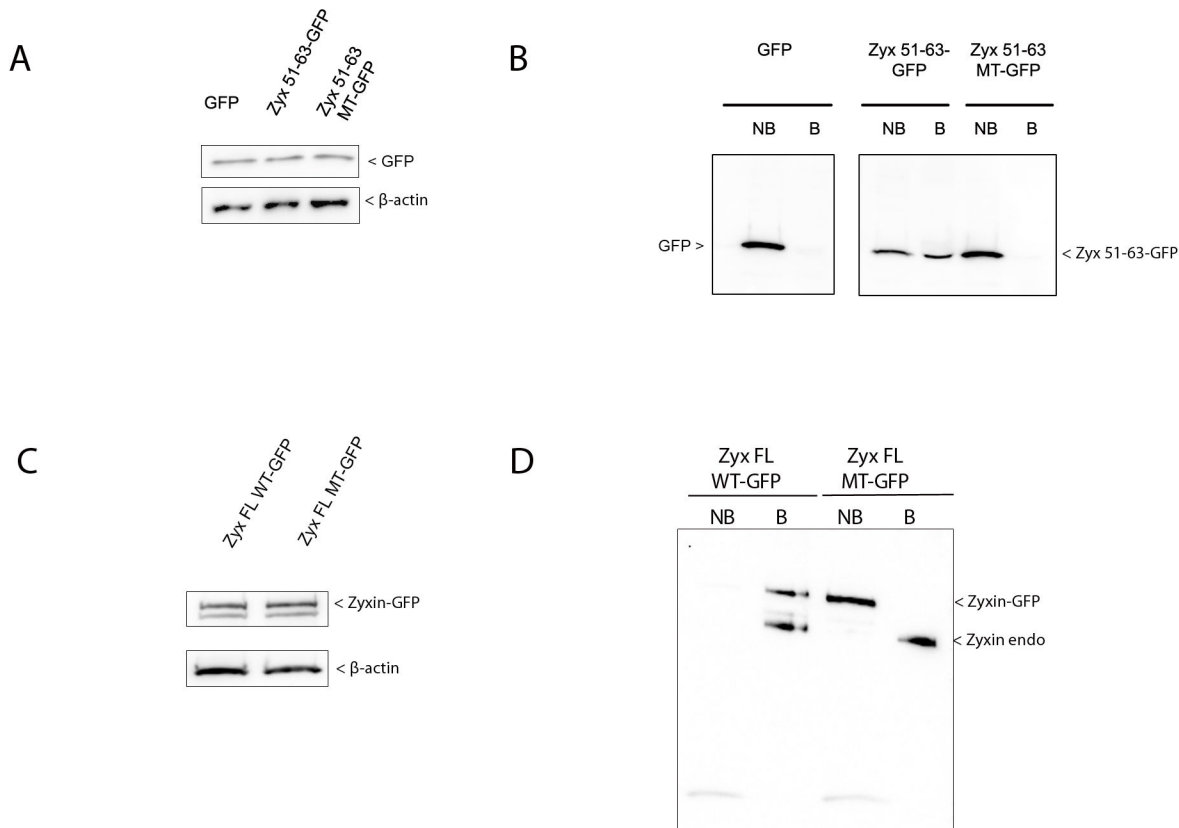 A
GFP
Zyx 51-63-GFP
Zyx 51-63
MT-GFP
< GFP
< β-actin
B
GFP
Zyx 51-63-
GFP
Zyx 51-63
MT-GFP
NB B
NB B NB B
GFP >
< Zyx 51-63-GFP
C
Zyx FL WT-GFP
Zyx FL MT-GFP
< Zyxin-GFP
< β-actin
D
Zyx FL
WT-GFP
Zyx FL
MT-GFP
NB B NB B
< Zyxin-GFP
< Zyxin endo